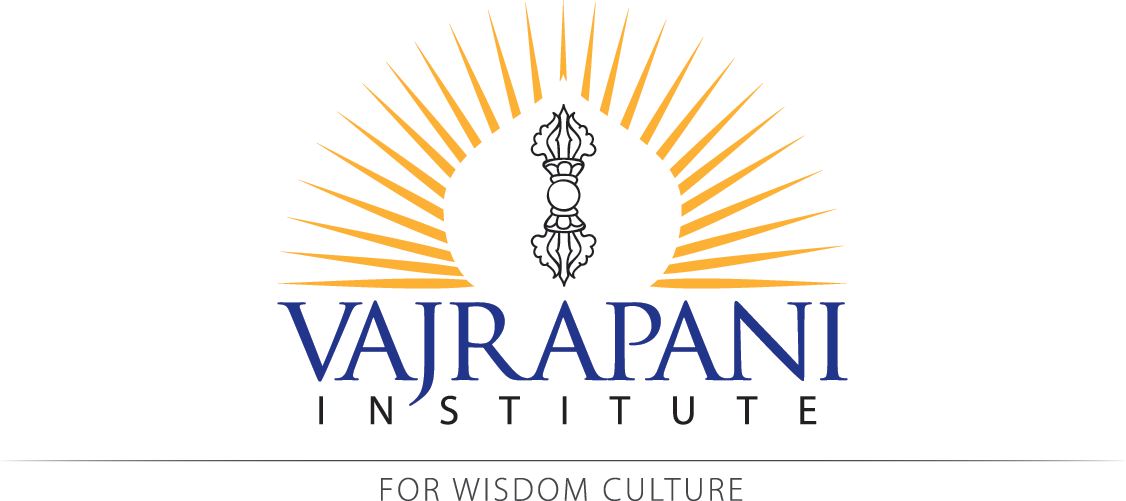 VAJRAPANI
INSTITUTE
FOR WISDOM CULTURE